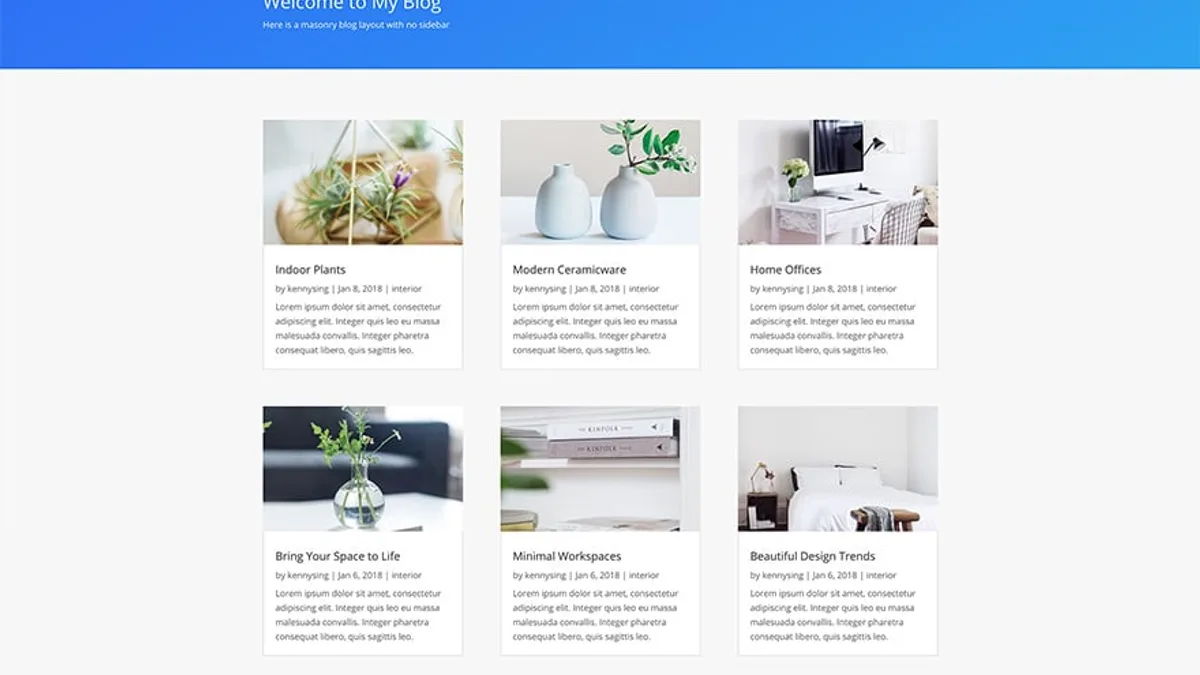 Welcome to My Blog
Here is a masonry blog layout with no sidebar
Indoor Plants
by kennysing | Jan 8, 2018 | interior
Lorem ipsum dolor sit amet, consectetur
adipiscing elit. Integer quis leo eu massa
malesuada convallis. Integer pharetra
consequat libero, quis sagittis leo.
Modern Ceramicware
by kennysing | Jan 8, 2018 | interior
Lorem ipsum dolor sit amet, consectetur
adipiscing elit. Integer quis leo eu massa
malesuada convallis. Integer pharetra
consequat libero, quis sagittis leo.
Home Offices
by kennysing | Jan 8, 2018 | interior
Lorem ipsum dolor sit amet, consectetur
adipiscing elit. Integer quis leo eu massa
malesuada convallis. Integer pharetra
consequat libero, quis sagittis leo.
Bring Your Space to Life
by kennysing | Jan 6, 2018 | interior
Lorem ipsum dolor sit amet, consectetur
adipiscing elit. Integer quis leo eu massa
malesuada convallis. Integer pharetra
consequat libero, quis sagittis leo.
THE KINFOLK
THE KINFOLK
Minimal Workspaces
by kennysing | Jan 6, 2018 | interior
Lorem ipsum dolor sit amet, consectetur
adipiscing elit. Integer quis leo eu massa
malesuada convallis. Integer pharetra
consequat libero, quis sagittis leo.
Beautiful Design Trends
by kennysing | Jan 6, 2018 | interior
Lorem ipsum dolor sit amet, consectetur
adipiscing elit. Integer quis leo eu massa
malesuada convallis. Integer pharetra
consequat libero, quis sagittis leo.